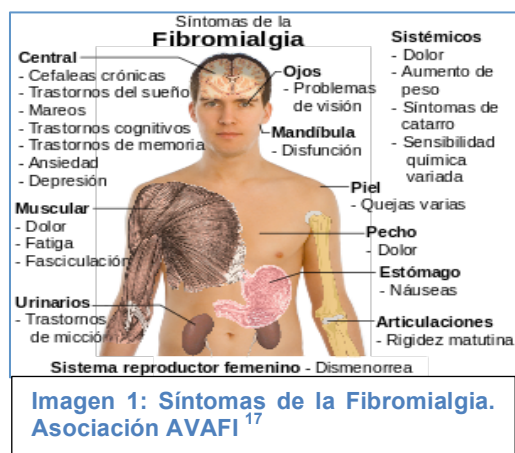 Síntomas de la
Fibromialgia
Central
- Cefaleas crónicas
- Trastornos del sueño
- Mareos
- Trastornos cognitivos
- Trastornos de memoria
- Ansiedad
- Depresión
Muscular
- Dolor
- Fatiga
- Fasciculación
Urinarios
- Trastornos
de micción
Ojos
- Problemas
de visión
Mandíbula
- Disfunción
Sistémicos
- Dolor
- Aumento de
peso
- Síntomas de
catarro
- Sensibilidad
química
variada
Piel
- Quejas varias
Pecho
- Dolor
Estómago
- Náuseas
Articulaciones
- Rigidez matutina
Sistema reproductor femenino - Dismenorrea
Imagen 1: Síntomas de la Fibromialgia.
Asociación AVAFI 17